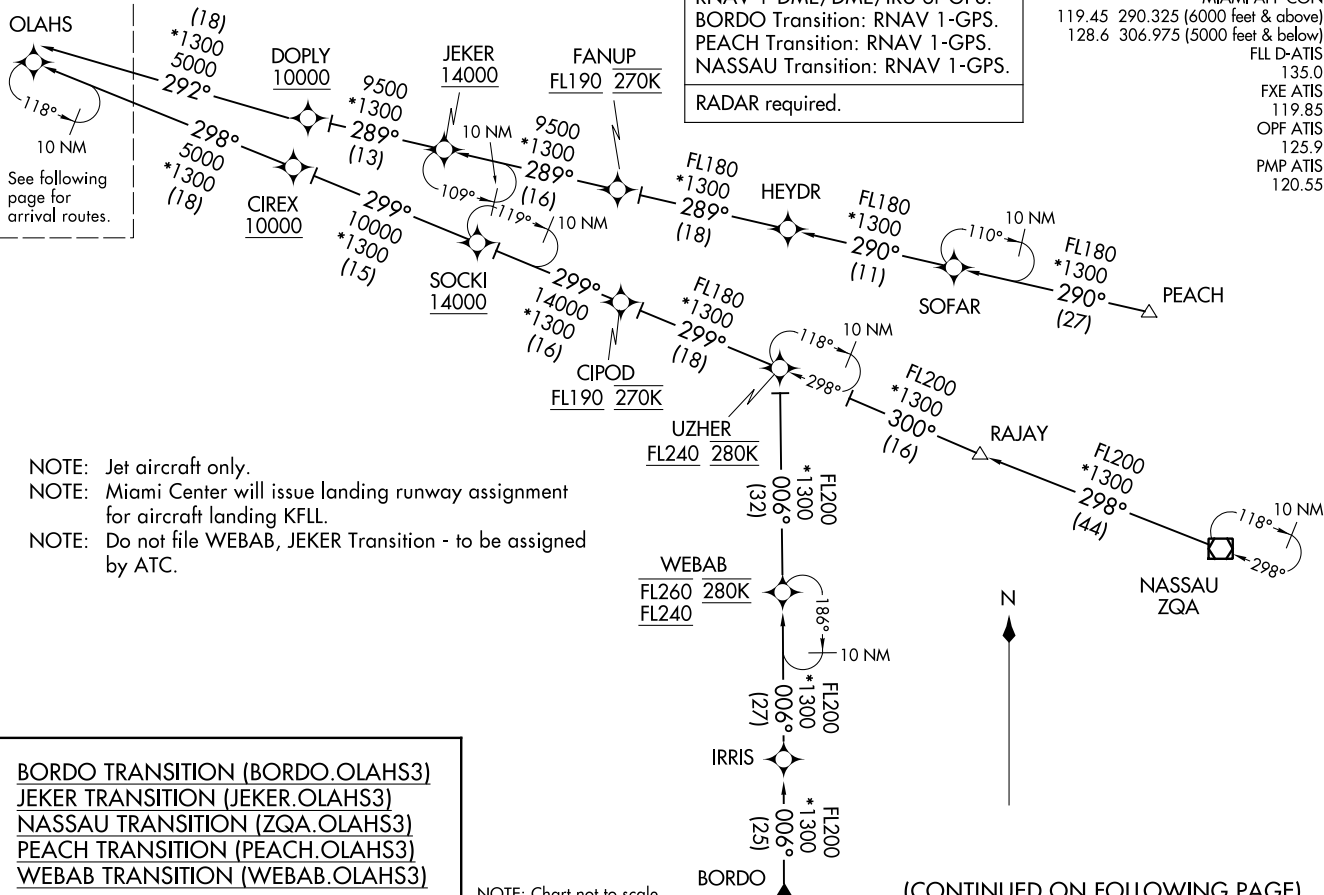 RNAV 1-DME/DME/IRU or GPS.
BORDO Transition: RNAV 1-GPS.
PEACH Transition: RNAV 1-GPS.
NASSAU Transition: RNAV 1-GPS.
RADAR required.
MIAMI APP CON
119.45 290.325 (6000 feet & above)
128.6 306.975 (5000 feet & below)
FLL D-ATIS
135.0
FXE ATIS
119.85
OPF ATIS
125.9
PMP ATIS
120.55
OLAHS
118°
10 NM
See following
page for
arrival routes.
(18)
*1300
5000
292°
298°
5000
*1300
(18)
DOPLY
10000
9500
*1300
289°
(13)
JEKER
14000
10 NM
109°
9500
*1300
289°
(16)
FANUP
FL190 270K
FL180
*1300
289°
(18)
HEYDR
FL180
*1300
290°
(11)
SOFAR
110°
10 NM
FL180
*1300
290°
(27)
PEACH
CIREX
10000
299°
10000
*1300
(15)
SOCKI
14000
119°
10 NM
299°
14000
*1300
(16)
CIPOD
FL190 270K
FL180
*1300
299°
(18)
UZHER
FL240 280K
118°
298°
10 NM
FL200
*1300
300°
(16)
RAJAY
FL200
*1300
298°
(44)
NASSAU
ZQA
118°
298°
10 NM
NOTE: Jet aircraft only.
NOTE: Miami Center will issue landing runway assignment
for aircraft landing KFLL.
NOTE: Do not file WEBAB, JEKER Transition - to be assigned
by ATC.
FL200
*1300
006°
(32)
WEBAB
FL260 280K
FL240
186°
10 NM
FL200
*1300
006°
(27)
IRRIS
FL200
*1300
006°
(25)
BORDO
N
BORDO TRANSITION (BORDO.OLAHS3)
JEKER TRANSITION (JEKER.OLAHS3)
NASSAU TRANSITION (ZQA.OLAHS3)
PEACH TRANSITION (PEACH.OLAHS3)
WEBAB TRANSITION (WEBAB.OLAHS3)
NOTE: Chart not to scale
(CONTINUED ON FOLLOWING PAGE)